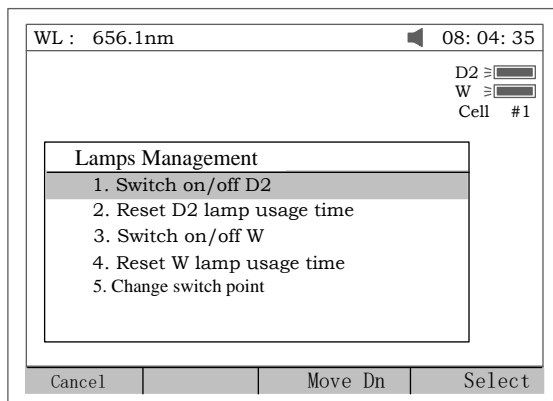 WL : 656.1nm 08: 04: 35
D2
W
Cell #1
Lamps Management
1. Switch on/off D2
2. Reset D2 lamp usage time
3. Switch on/off W
4. Reset W lamp usage time
5. Change switch point
Cancel Move Dn Select